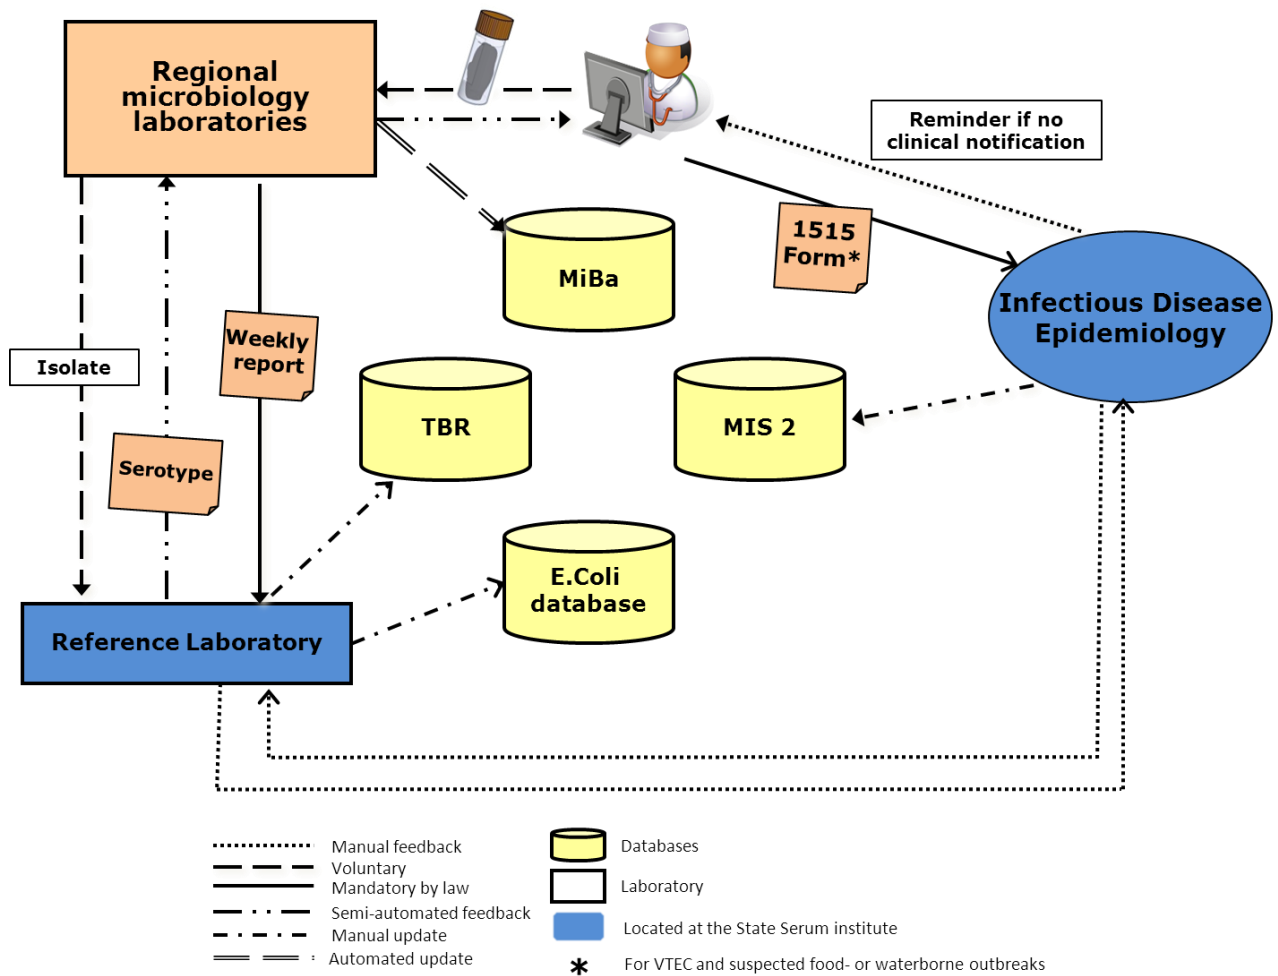 Regional
microbiology
laboratories
Reminder if no
clinical notification
1515
Form*
MiBa
Infectious Disease
Epidemiology
Weekly
report
Isolate
TBR
MIS 2
Serotype
E.Coli
database
Reference Laboratory
Manual feedback
Voluntary
Mandatory by law
Semi-automated feedback
Manual update
Automated update
Databases
Laboratory
Located at the State Serum institute
* For VTEC and suspected food- or waterborne outbreaks